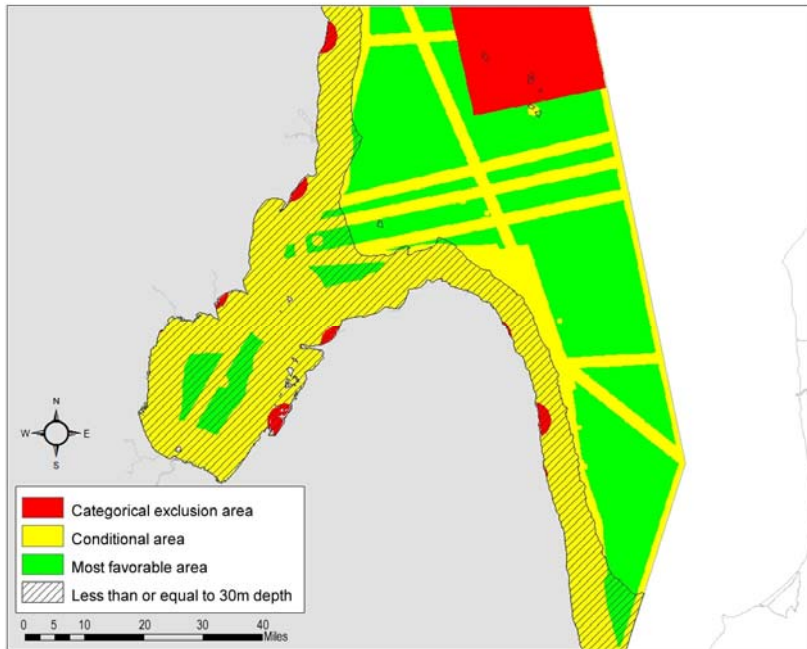 N
W E
S
Categorical exclusion area
Conditional area
Most favorable area
Less than or equal to 30m depth
0 5 10 20 30 40
Miles